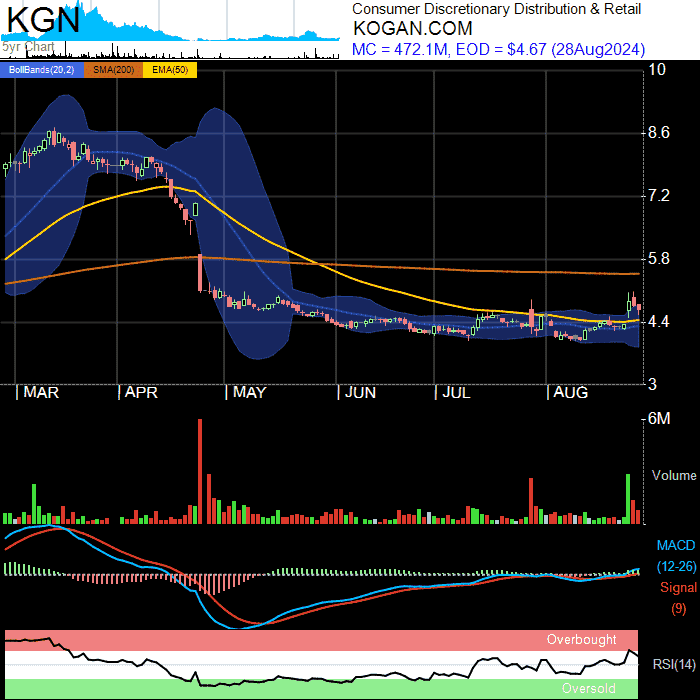 KGN
5yr Chart
Consumer Discretionary Distribution & Retail
KOGAN.COM
MC = 472.1M, EOD = $4.67 (28Aug2024)
BollBands(20,2) SMA(200) EMA(50)
10
8.6
7.2
5.8
4.4
3
MAR APR MAY JUN JUL AUG
6M
Volume
MACD
(12-26)
Signal
(9)
Overbought
RSI(14)
Oversold